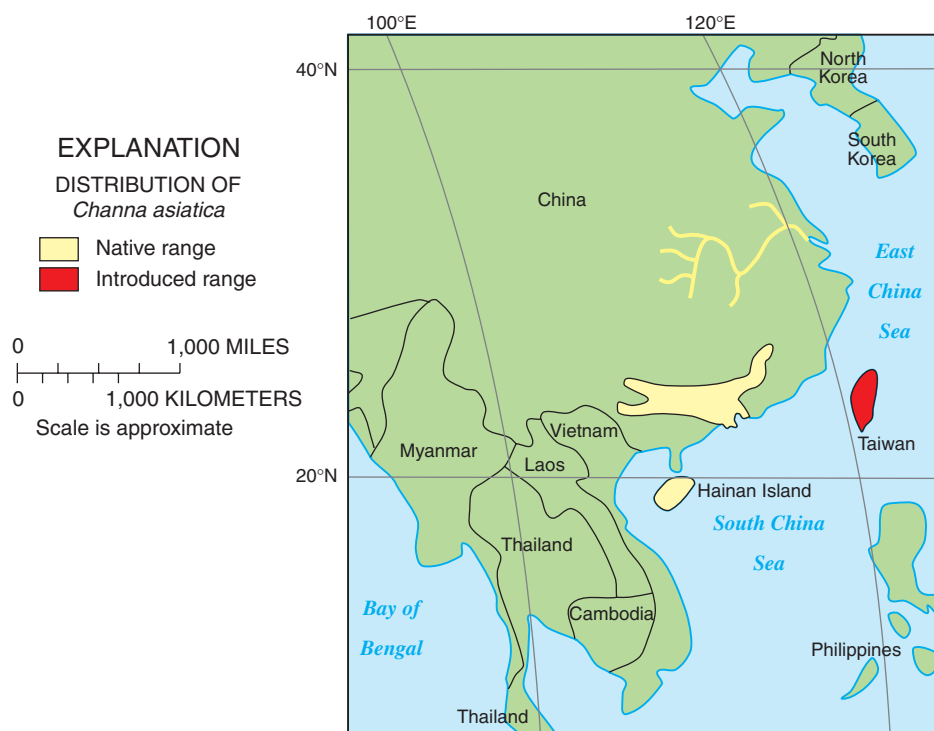 100°E
120°E
40°N
North
Korea
South
Korea
EXPLANATION
DISTRIBUTION OF
Channa asiatica
Native range
Introduced range
China
East
China
Sea
0
1,000 MILES
0
1,000 KILOMETERS
Scale is approximate
Myanmar
Vietnam
Laos
Taiwan
20°N
Hainan Island
South China
Sea
Thailand
Cambodia
Bay of
Bengal
Philippines
Thailand